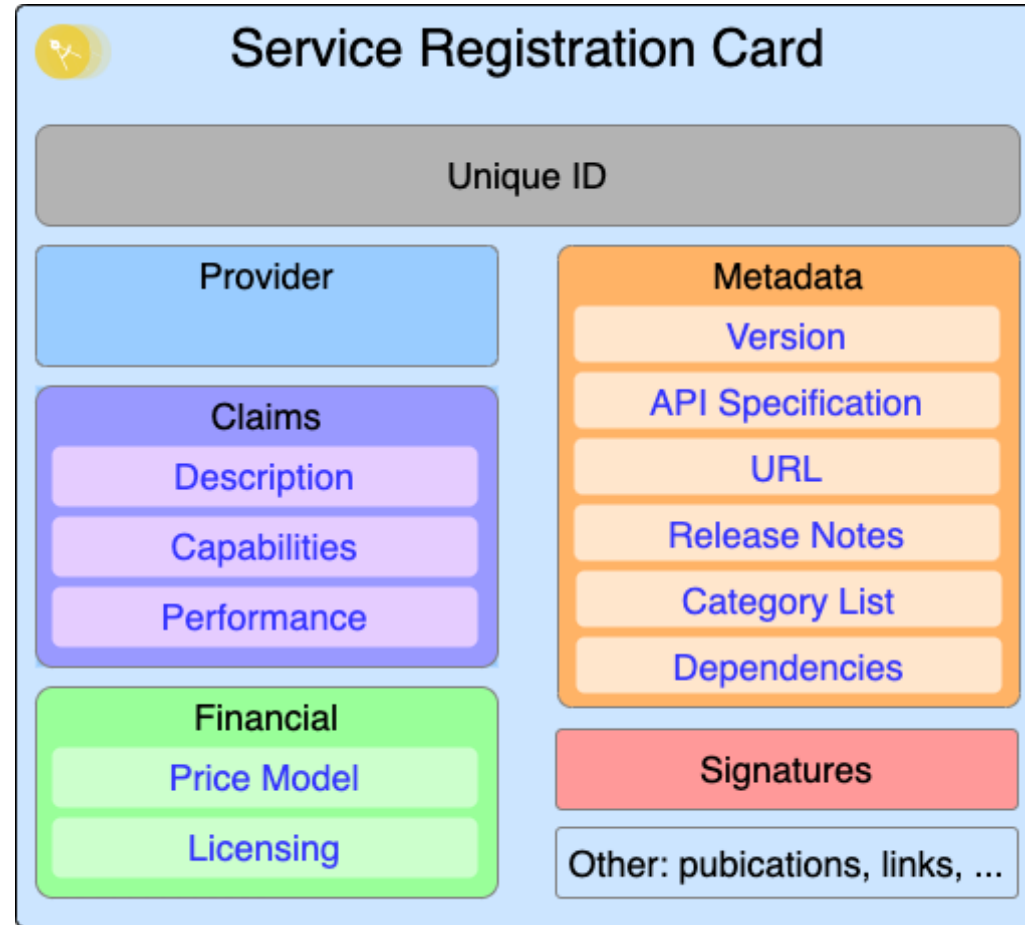 Service Registration Card
Unique ID
Provider
Claims
Description
Capabilities
Performance
Financial
Price Model
Licensing
Metadata
Version
API Specification
URL
Release Notes
Category List
Dependencies
Signatures
Other: pubications, links, ...